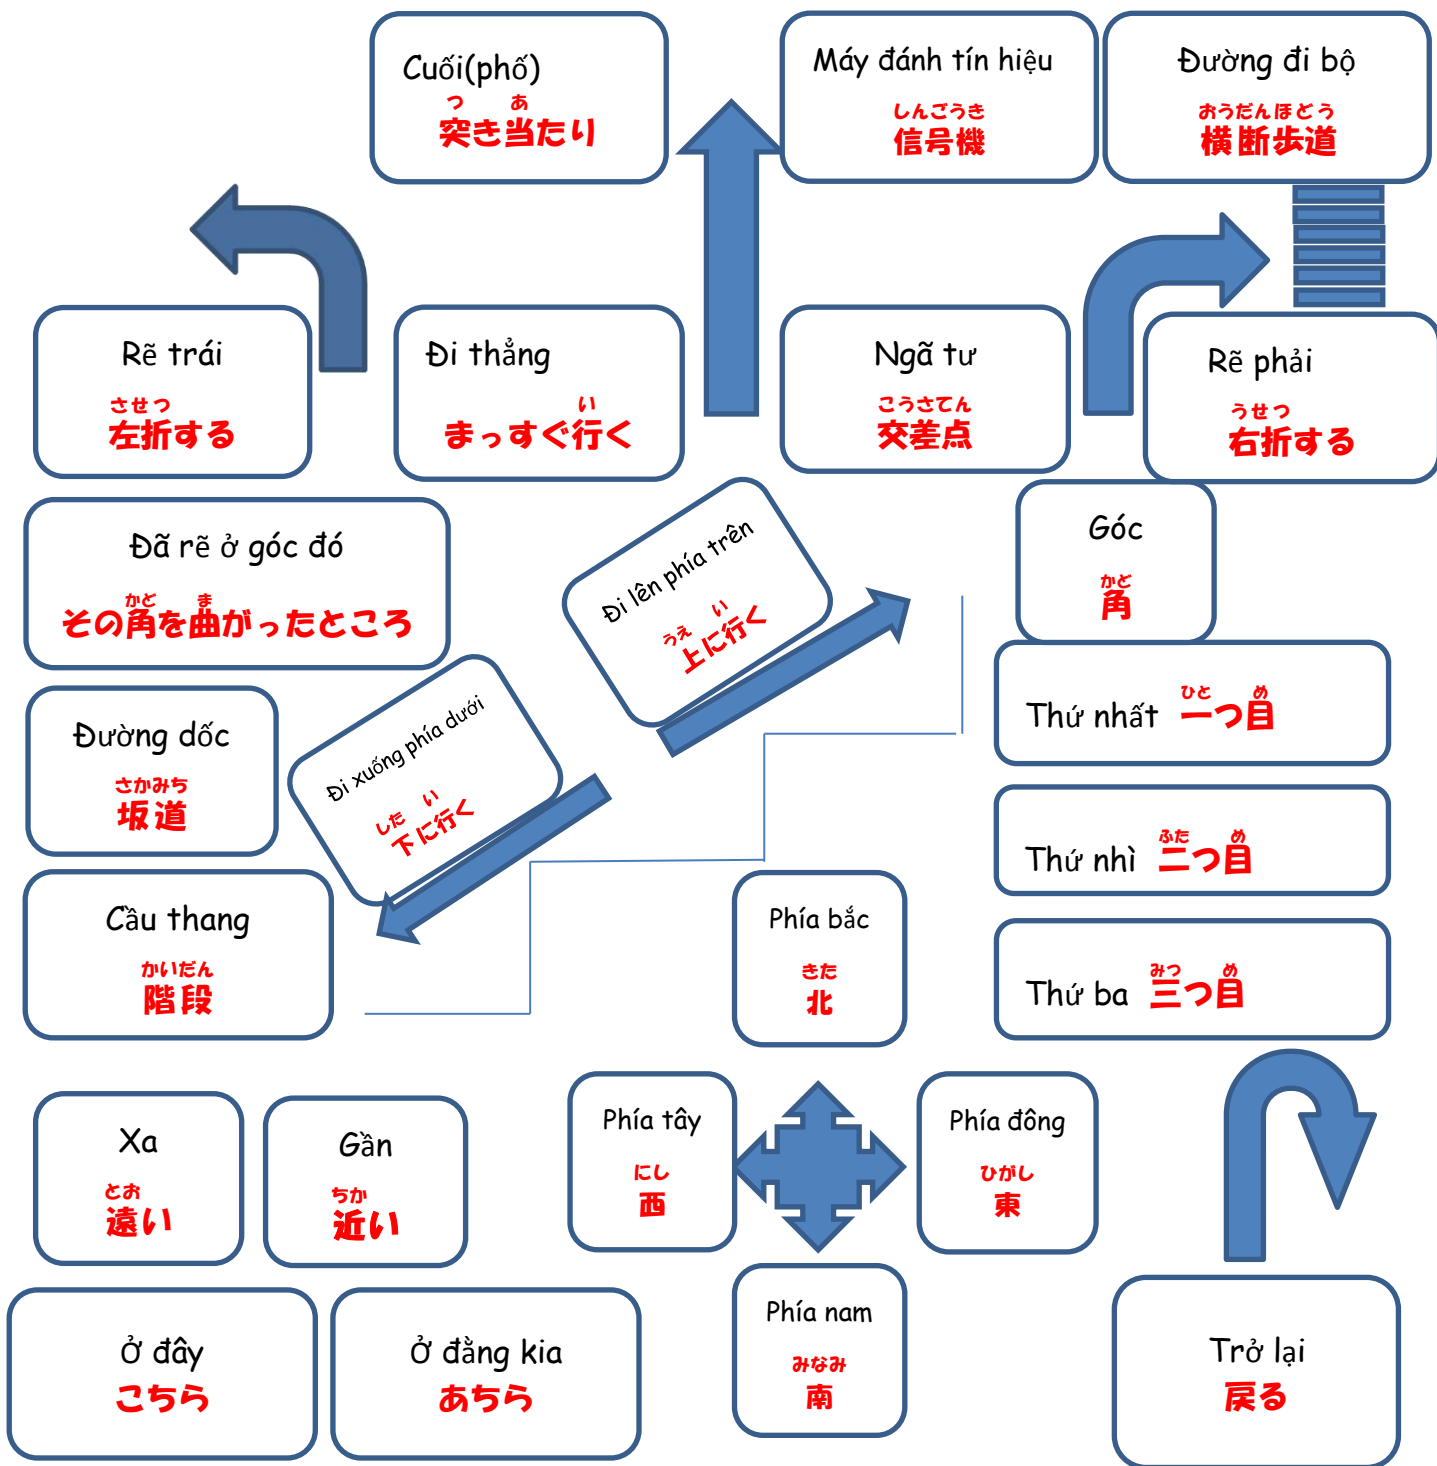 Cuối(phố)
つ あ
突き当たり
Máy đánh tín hiệu
しんごうき
信号機
Đường đi bộ
おうだんほどう
横断歩道
Rẽ trái
させつ
左折する
Đi thẳng
い
まっすぐ行く
Ngã tư
こうさてん
交差点
Rẽ phải
うせつ
右折する
Đã rẽ ở góc đó
かど ま
その角を曲がったところ
Đi lên phía trên
うえ い
上に行く
Góc
かど
角
Đường dốc
さかみち
坂道
Đi xuống phía dưới
した い
下に行く
ひと め
Thứ nhất 一つ目
ふた め
Thứ nhì 二つ目
みつ め
Thứ ba 三つ目
Cầu thang
かいだん
階段
Phía bắc
きた
北
Xa
とお
遠い
Gần
ちか
近い
Phía tây
にし
西
Phía đông
ひがし
東
Phía nam
みなみ
南
Ở đây
こちら
Ở đằng kia
あちら
Trở lại
戻る